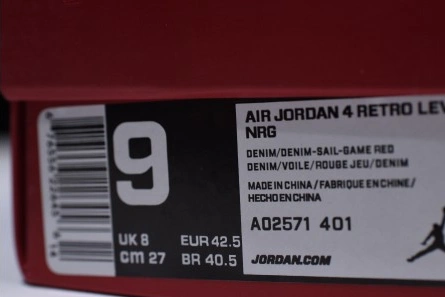 9
UK 8 EUR 42.5
cm 27 BR 40.5
AIR JORDAN 4 RETRO LEV
NRG
DENIM/DENIM-SAIL-GAME RED
DENIM/VOILE/ROUGE JEU/DENIM
MADE IN CHINA / FABRIQUE EN CHINE /
HECHO EN CHINA
AO2571 401
JORDAN.COM